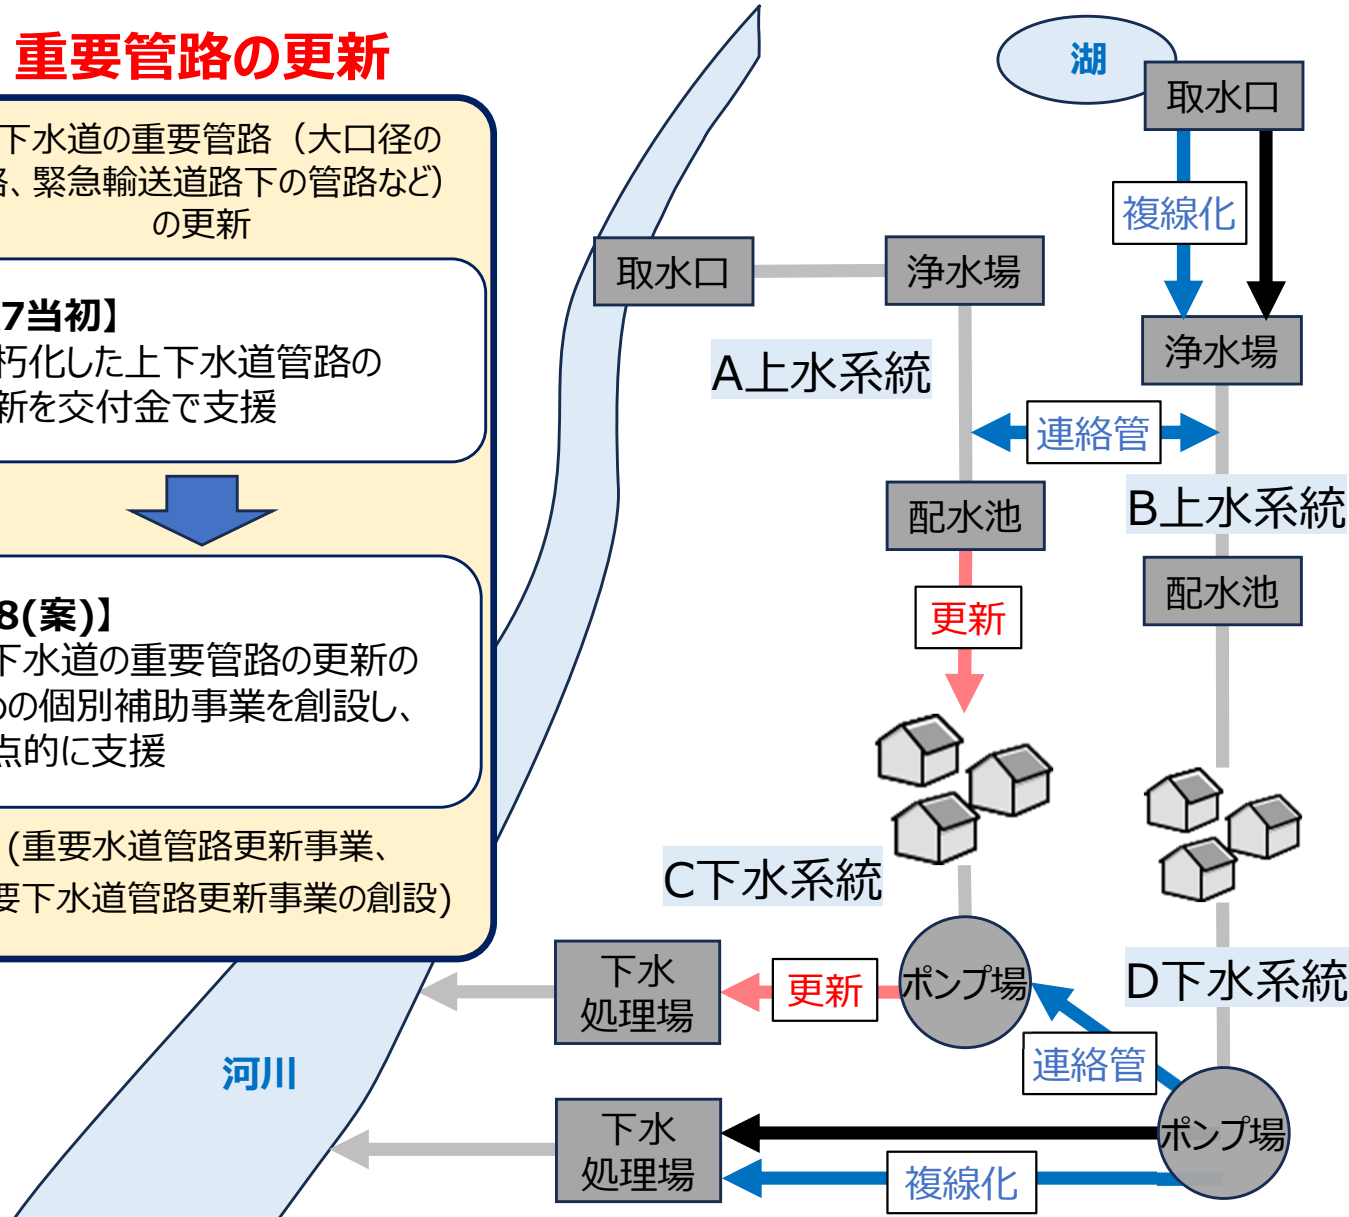 重要管路の更新
下水道の重要管路（大口径の
、緊急輸送道路下の管路など)
の更新
7当初】
朽化した上下水道管路の
新を交付金で支援
8(案)】
下水道の重要管路の更新の
の個別補助事業を創設し、
点的に支援
(重要水道管路更新事業、
要下水道管路更新事業の創設)
湖
取水口
複線化
取水口
浄水場
浄水場
A上水系統
連絡管
配水池
B上水系統
配水池
更新
C下水系統
D下水系統
下水
処理場
更新
ポンプ場
連絡管
河川
下水
処理場
複線化
ポンプ場